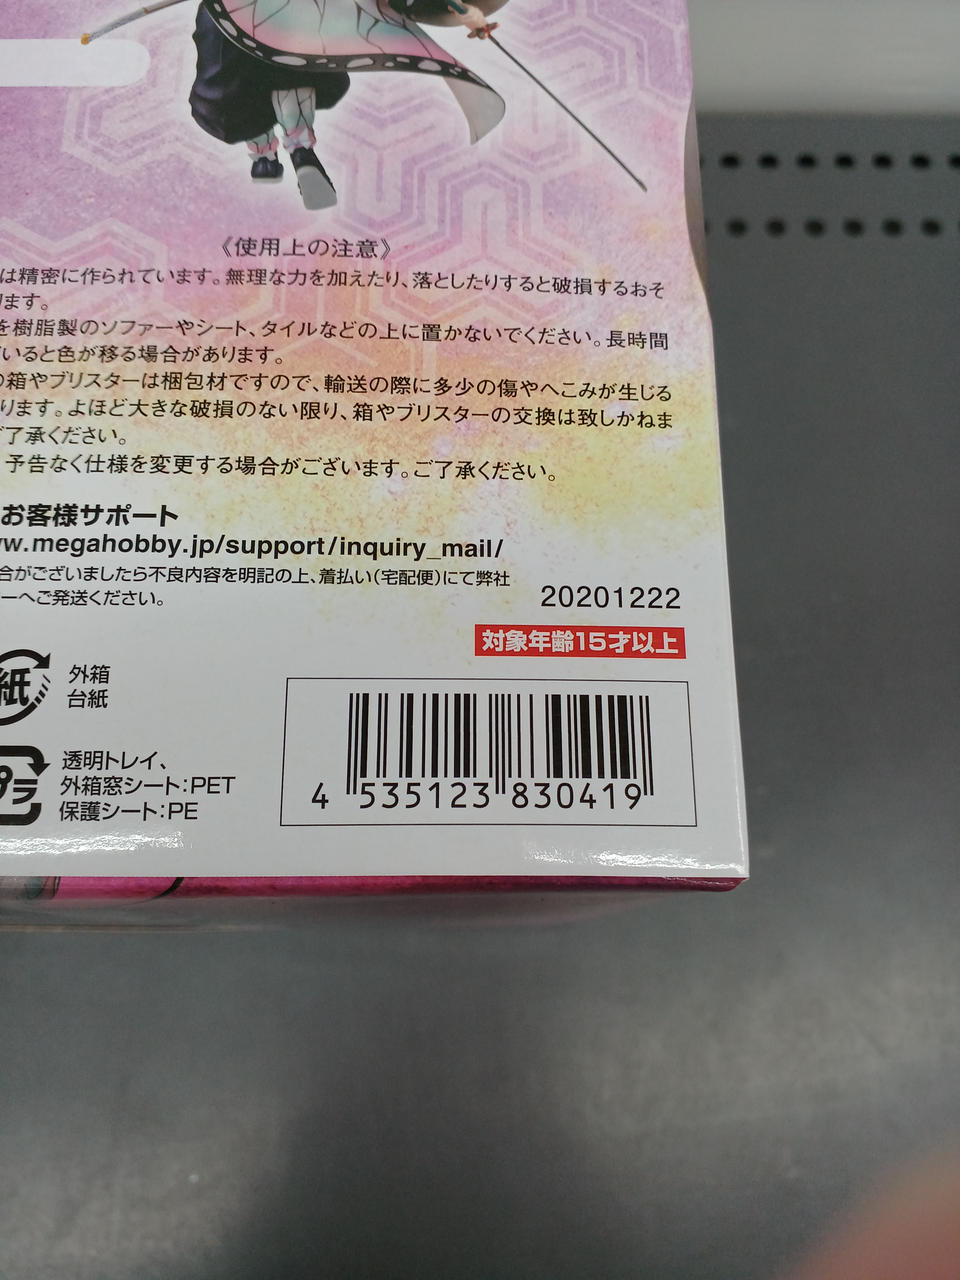 《使用上の注意》
は精密に作られています。無理な力を加えたり、落としたりすると破損するおそ
ります。
を樹脂製のソファーやシート、タイルなどの上に置かないでください。長時間
いると色が移る場合があります。
の箱やブリスターは梱包材ですので、輸送の際に多少の傷やへこみが生じる
ります。よほど大きな破損のない限り、箱やブリスターの交換は致しかねま
ご了承ください。
予告なく仕様を変更する場合がございます。ご了承ください。
お客様サポート
w.megahobby.jp/support/inquiry_mail/
合がございましたら不良内容を明記の上、着払い(宅配便)にて弊社
ーへご発送ください。
20201222
対象年齢15才以上
紙
外箱
台紙
プラ
透明トレイ、
外箱窓シート:PET
保護シート:PE
4 535123 830419